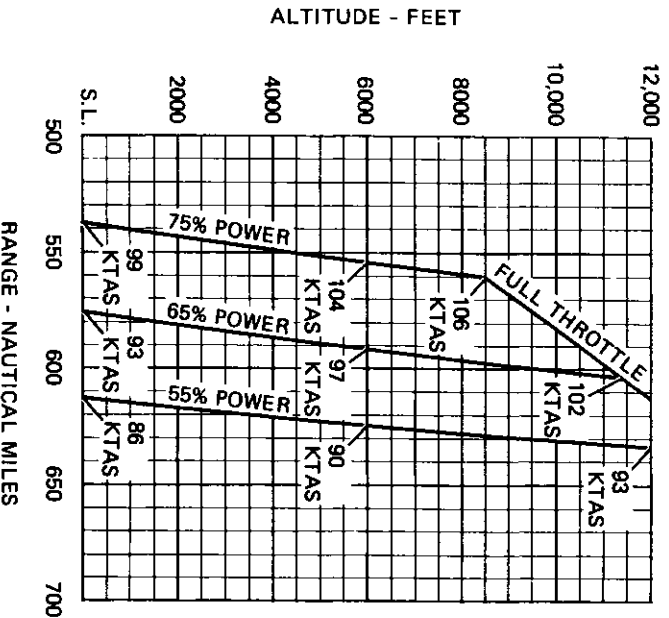 ALTITUDE - FEET
12,000
10,000
8000
6000
4000
2000
S.L.
500
550
600
650
700
RANGE - NAUTICAL MILES
FULL THROTTLE
75% POWER
99
KTAS
104
KTAS
106
KTAS
65% POWER
93
KTAS
97
KTAS
102
KTAS
55% POWER
86
KTAS
90
KTAS
93
KTAS